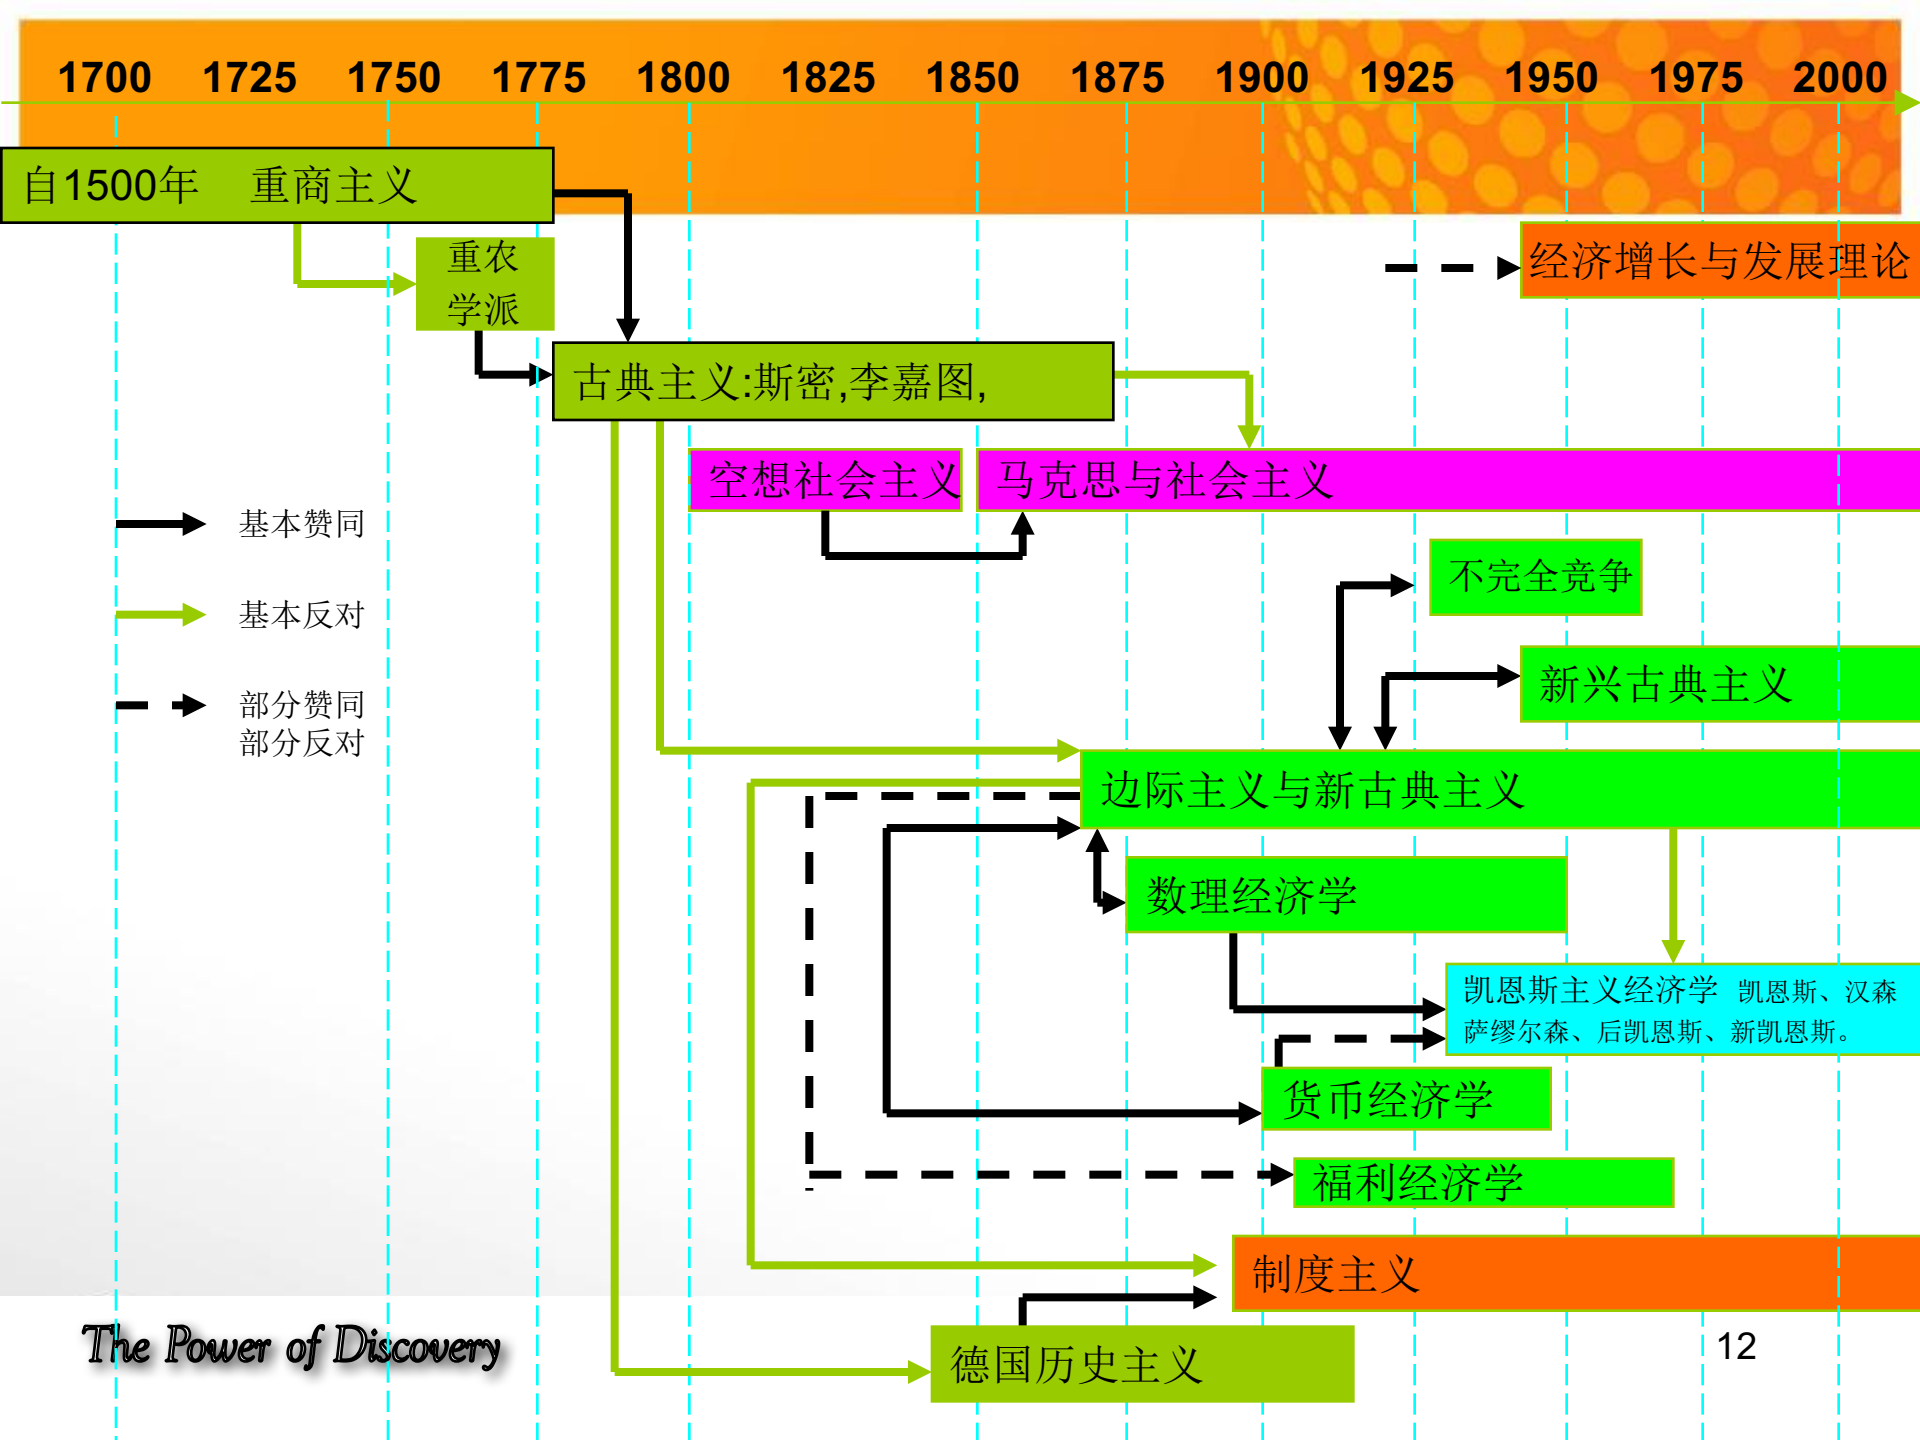 1700 1725 1750 1775 1800 1825 1850 1875 1900 1925 1950 1975 2000
自1500年 重商主义
经济增长与发展理论
重农
学派
古典主义:斯密,李嘉图,
空想社会主义
马克思与社会主义
基本赞同
不完全竞争
基本反对
新兴古典主义
部分赞同
部分反对
边际主义与新古典主义
数理经济学
凯恩斯主义经济学 凯恩斯、汉森
萨缪尔森、后凯恩斯、新凯恩斯。
货币经济学
福利经济学
制度主义
The Power of Discovery
12
德国历史主义